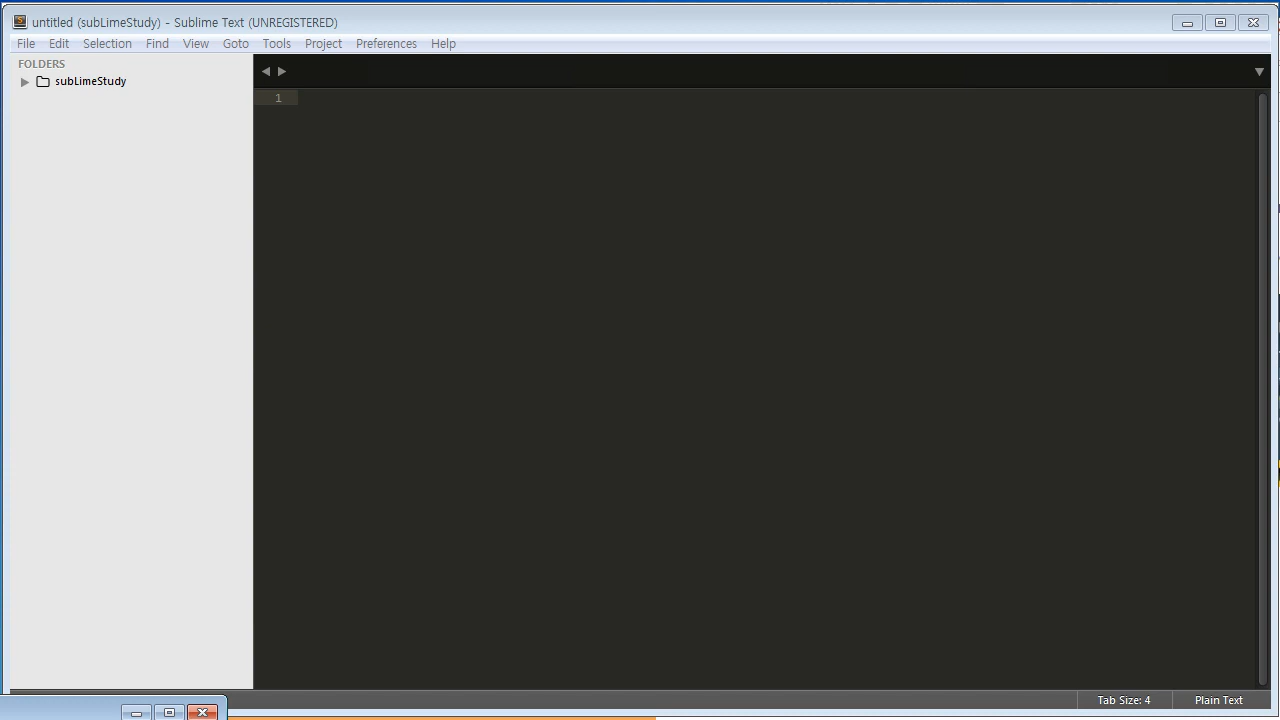 untitled (subLimeStudy) - Sublime Text (UNREGISTERED)
File Edit Selection Find View Goto Tools Project Preferences Help
FOLDERS
subLimeStudy
1
Tab Size: 4 Plain Text